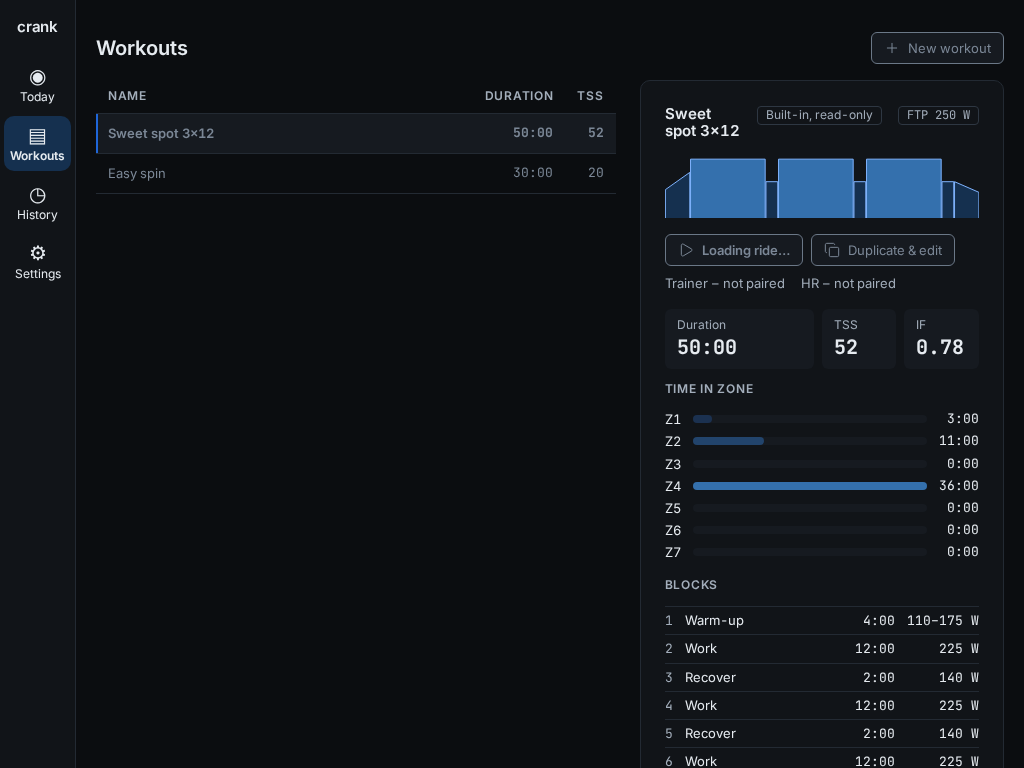 crank
Today
Workouts
History
Settings
Workouts
New workout
NAME DURATION TSS
Sweet spot 3×12 50:00 52
Easy spin 30:00 20
Sweet
spot 3×12
Built-in, read-only
FTP 250 W
Loading ride…
Duplicate & edit
Trainer – not paired HR – not paired
Duration TSS IF
50:00 52 0.78
TIME IN ZONE
Z1 3:00
Z2 11:00
Z3 0:00
Z4 36:00
Z5 0:00
Z6 0:00
Z7 0:00
BLOCKS
1 Warm-up 4:00 110–175 W
2 Work 12:00 225 W
3 Recover 2:00 140 W
4 Work 12:00 225 W
5 Recover 2:00 140 W
6 Work 12:00 225 W